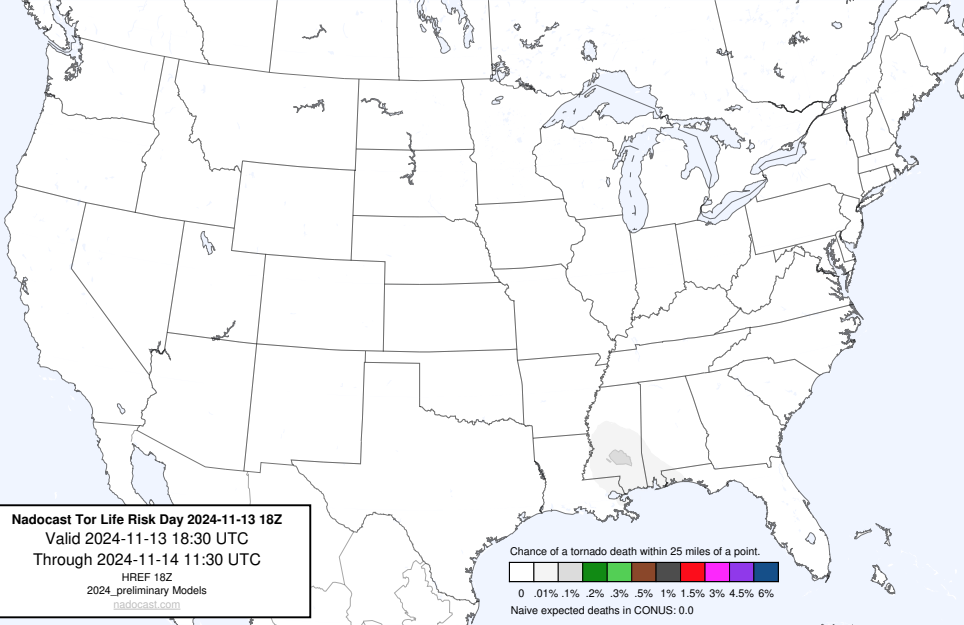 Nadocast Tor Life Risk Day 2024-11-13 18Z
Valid 2024-11-13 18:30 UTC
Through 2024-11-14 11:30 UTC
HREF 18Z
2024_preliminary Models
nadocast.com
Chance of a tornado death within 25 miles of a point.
0 .01% .1% .2% .3% .5% 1% 1.5% 3% 4.5% 6%
Naive expected deaths in CONUS: 0.0